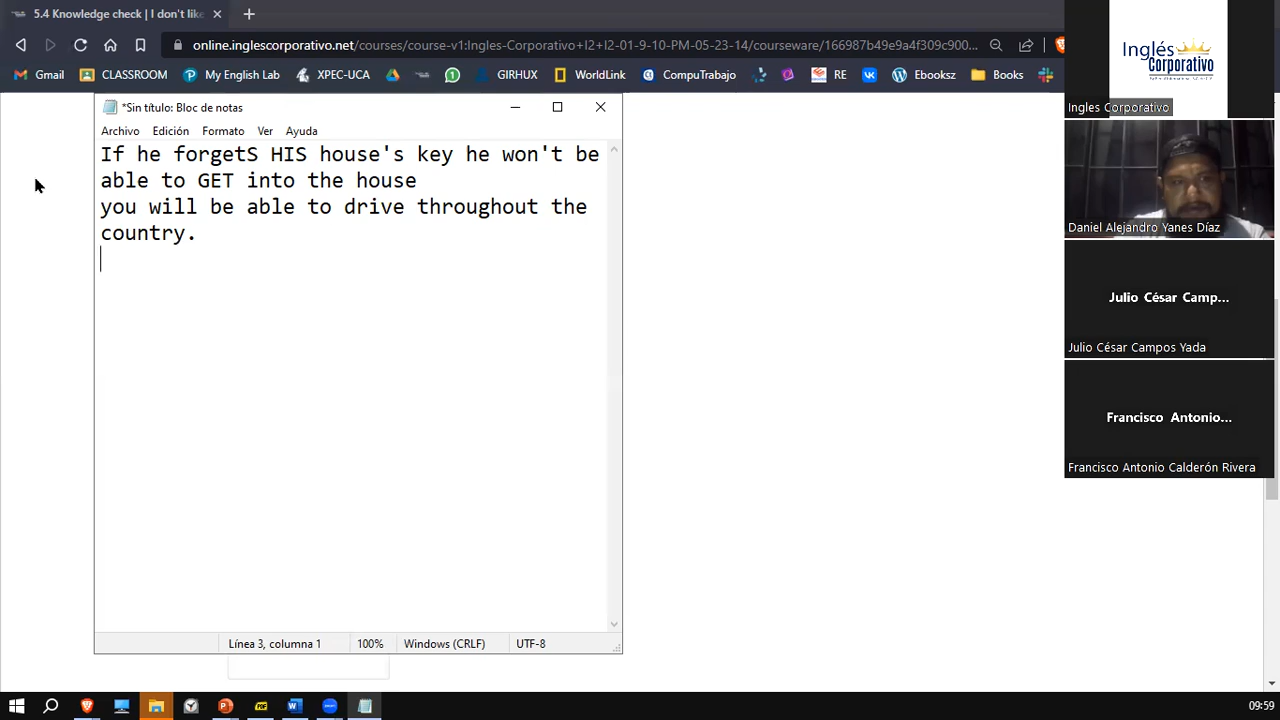 5.4 Knowledge check | I don't like
online.inglescorporativo.net/courses/course-v1:Ingles-Corporativo+I2+I2-01-9-10-PM-05-23-14/courseware/166987b49e9a4f309c900...
Gmail
CLASSROOM
My English Lab
XPEC-UCA
GIRHUX
WorldLink
CompuTrabajo
RE
Ebooksz
Books
*Sin título: Bloc de notas
Archivo Edición Formato Ver Ayuda
If he forgetS HIS house's key he won't be
able to GET into the house
you will be able to drive throughout the
country.
Línea 3, columna 1
100%
Windows (CRLF)
UTF-8
Inglés
Corporativo
Ingles Corporativo
Daniel Alejandro Yanes Díaz
Julio César Camp...
Julio César Campos Yada
Francisco Antonio...
Francisco Antonio Calderón Rivera
09:59